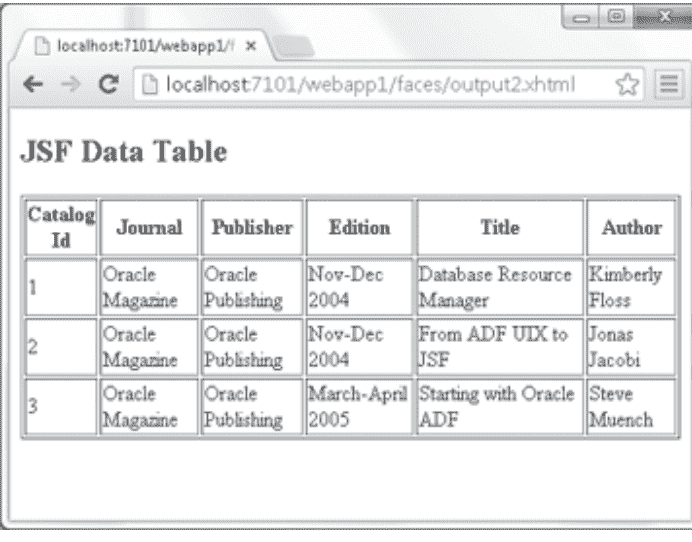 localhost:7101/webapp1/f
localhost:7101/webapp1/faces/output2.xhtml
JSF Data Table
Catalog Id Journal Publisher Edition Title Author
1 Oracle Magazine Oracle Publishing Nov-Dec 2004 Database Resource Manager Kimberly Floss
2 Oracle Magazine Oracle Publishing Nov-Dec 2004 From ADF UIX to JSF Jonas Jacobi
3 Oracle Magazine Oracle Publishing March-April 2005 Starting with Oracle ADF Steve Muench